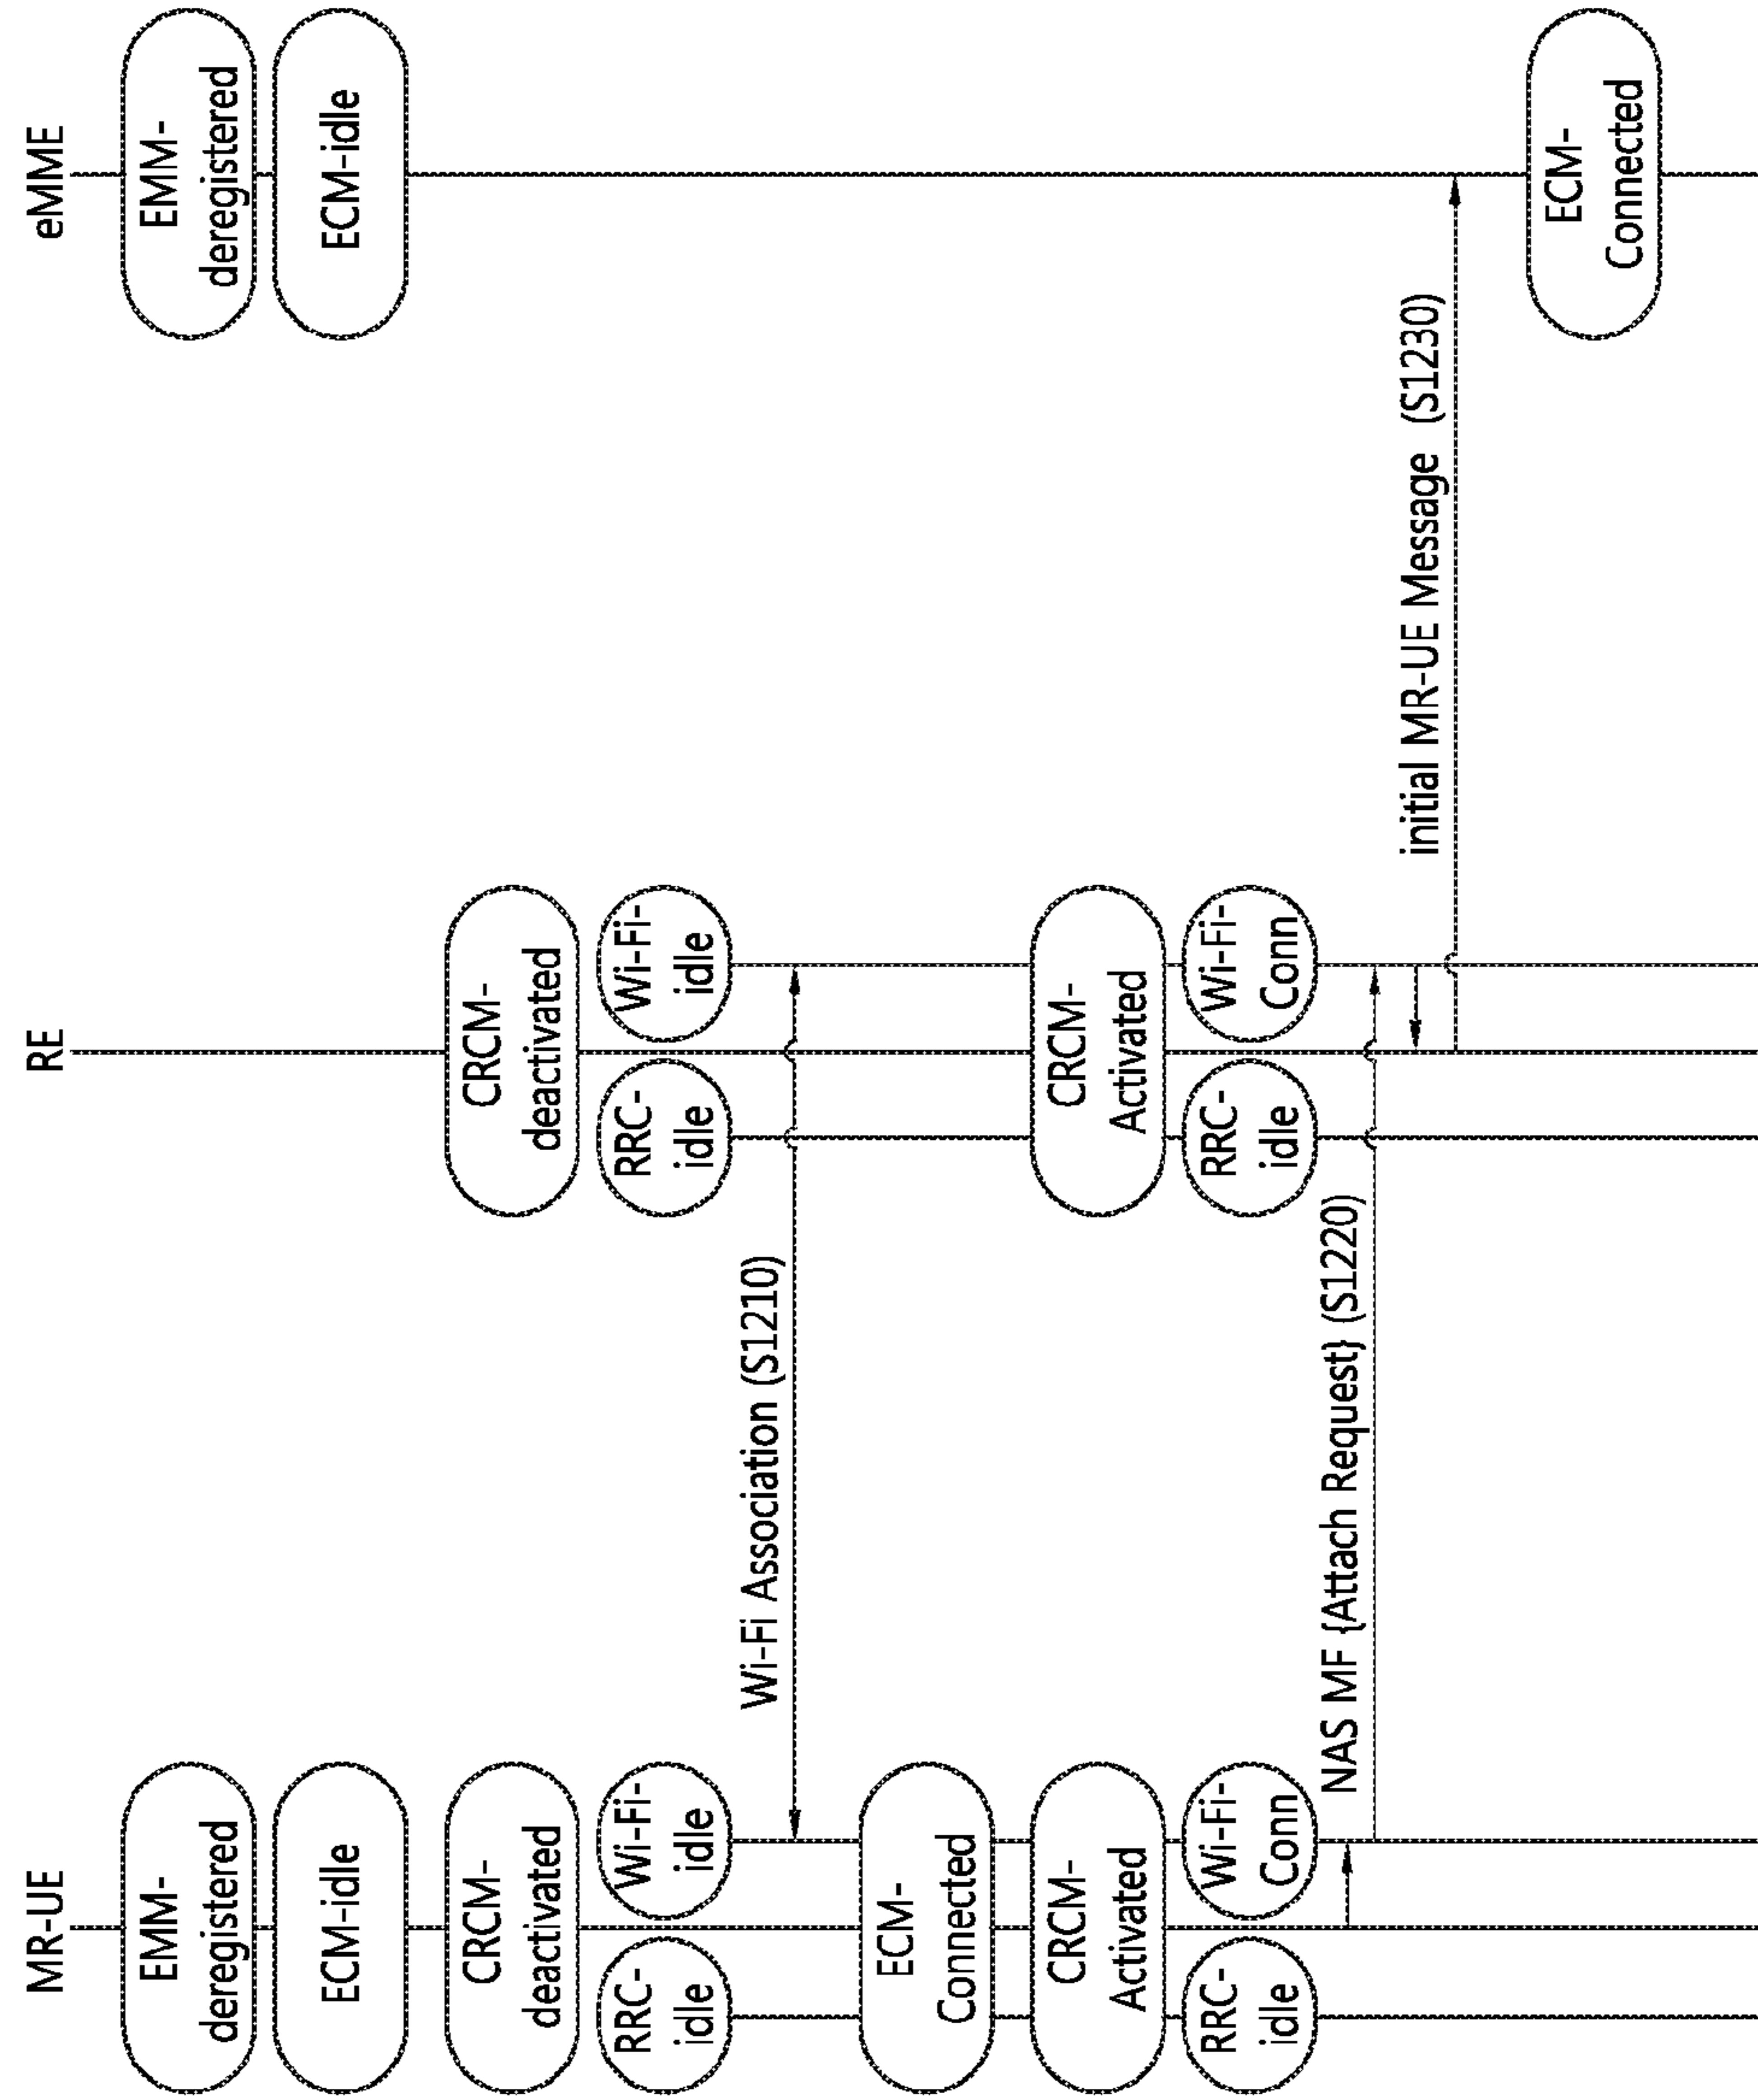 MR-UE
RE
eMME
EMM-
deregistered
EMM-
deregistered
ECM-idle
ECM-idle
CRCM-
deactivated
CRCM-
deactivated
RRC-
idle
Wi-Fi-
idle
RRC-
idle
Wi-Fi-
idle
Wi-Fi Association (S1210)
ECM-
Connected
CRCM-
Activated
CRCM-
Activated
RRC-
idle
Wi-Fi-
Conn
RRC-
idle
Wi-Fi-
Conn
NAS MF {Attach Request} (S1220)
initial MR-UE Message (S1230)
ECM-
Connected